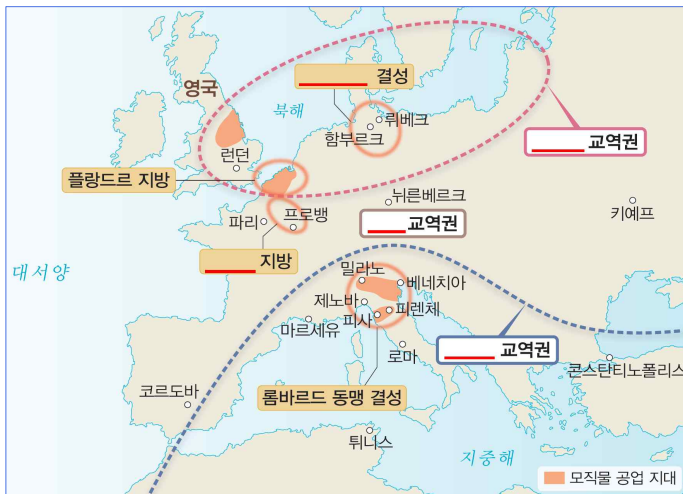 영국
북해
결성
뤼베크
함부르크
교역권
런던
플랑드르 지방
뉘른베르크
키예프
파리
프로뱅
교역권
지방
대서양
밀라노
베네치아
제노바
피렌체
피사
마르세유
로마
교역권
콘스탄티노폴리스
코르도바
롬바르드 동맹 결성
튀니스
지중해
모직물 공업 지대